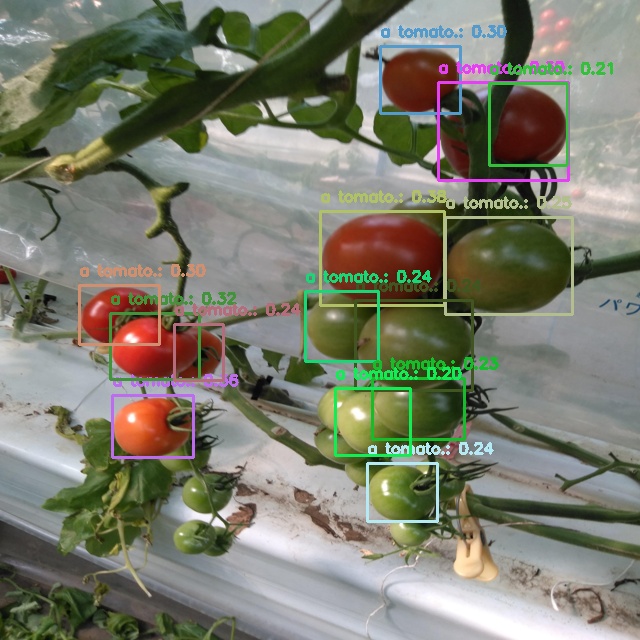 a tomato.: 0.30
a tomato.: 0.21
a tomato.: 0.38
a tomato.: 0.24
a tomato.: 0.30
a tomato.: 0.32
a tomato.: 0.24
a tomato.: 0.23
a tomato.: 0.20
a tomato.: 0.24
パワ